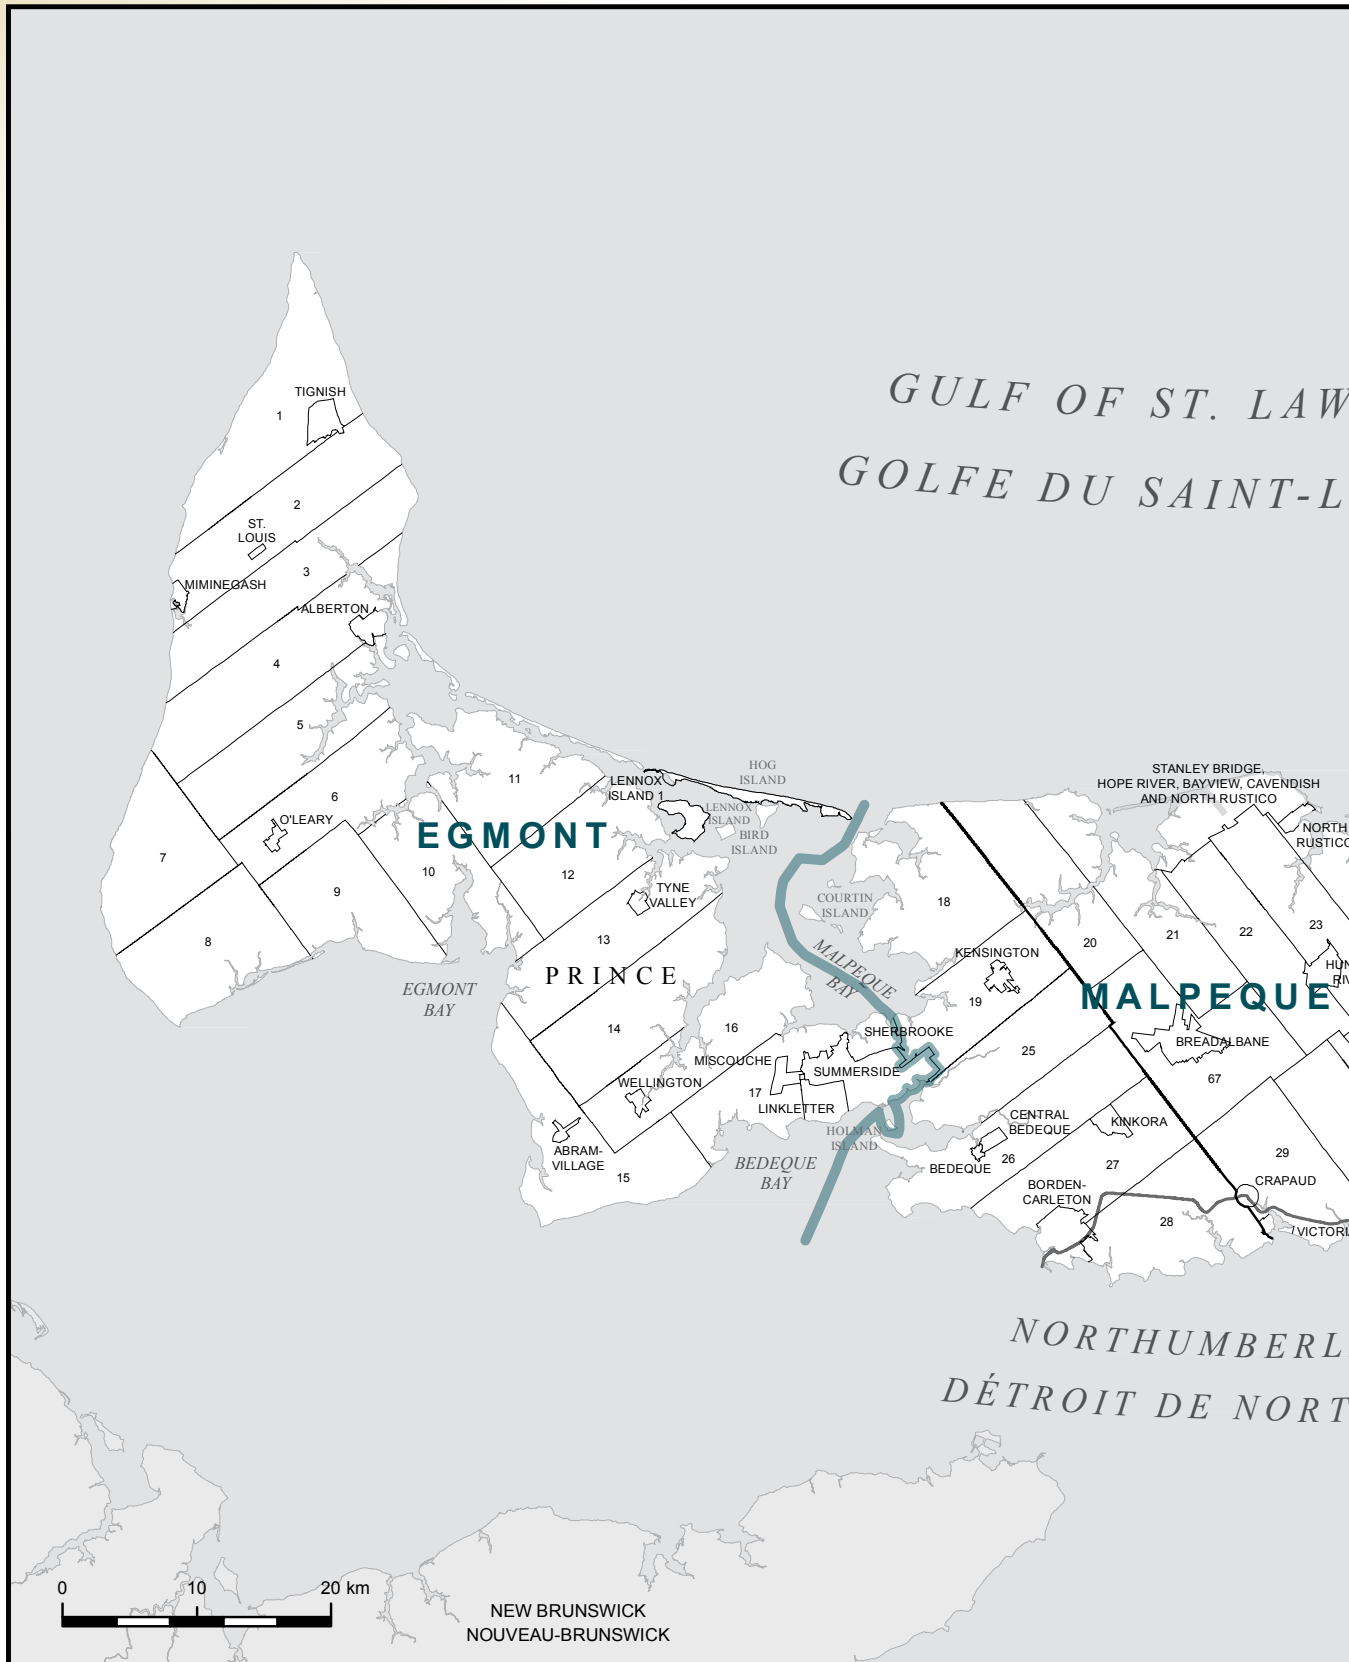 GULF OF ST. LAW
GOLFE DU SAINT-L
TIGNISH
1
2
ST.
LOUIS
3
MIMINEGASH
ALBERTON
4
5
6
O'LEARY
7
8
9
10
11
EGMONT
12
LENNOX
ISLAND 1
HOG
ISLAND
LENNOX
ISLAND
BIRD
ISLAND
TYNE
VALLEY
13
PRINCE
EGMONT
BAY
14
16
MISCOUCHE
WELLINGTON
17
LINKLETTER
ABRAM-
VILLAGE
15
BEDEQUE
BAY
COURTIN
ISLAND
MALPEQUE
BAY
SHERBROOKE
SUMMERSIDE
HOLMAN
ISLAND
18
KENSINGTON
19
20
STANLEY BRIDGE,
HOPE RIVER, BAYVIEW, CAVENDISH
AND NORTH RUSTICO
NORTH
RUSTICO
21
22
23
HUN
RIV
MALPEQUE
BREADALBANE
25
67
CENTRAL
BEDEQUE
KINKORA
BEDEQUE
26
27
BORDEN-
CARLETON
28
29
CRAPAUD
VICTORI
NORTHUMBERL
DÉTROIT DE NORT
0 10 20 km
NEW BRUNSWICK
NOUVEAU-BRUNSWICK